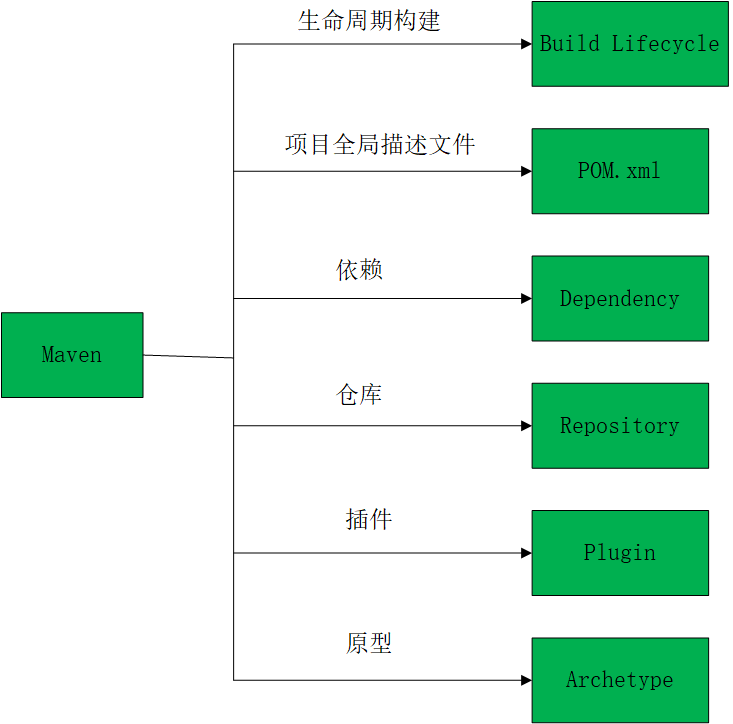 生命周期构建
Build Lifecycle
项目全局描述文件
POM.xml
依赖
Dependency
Maven
仓库
Repository
插件
Plugin
原型
Archetype